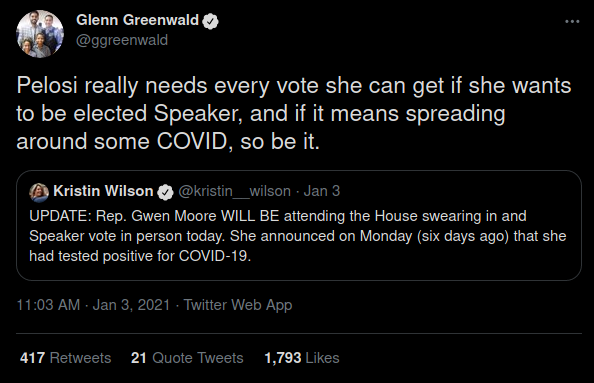 Glenn Greenwald
@ggreenwald
Pelosi really needs every vote she can get if she wants
to be elected Speaker, and if it means spreading
around some COVID, so be it.
Kristin Wilson @kristin__wilson · Jan 3
UPDATE: Rep. Gwen Moore WILL BE attending the House swearing in and
Speaker vote in person today. She announced on Monday (six days ago) that she
had tested positive for COVID-19.
11:03 AM · Jan 3, 2021 · Twitter Web App
417 Retweets 21 Quote Tweets 1,793 Likes